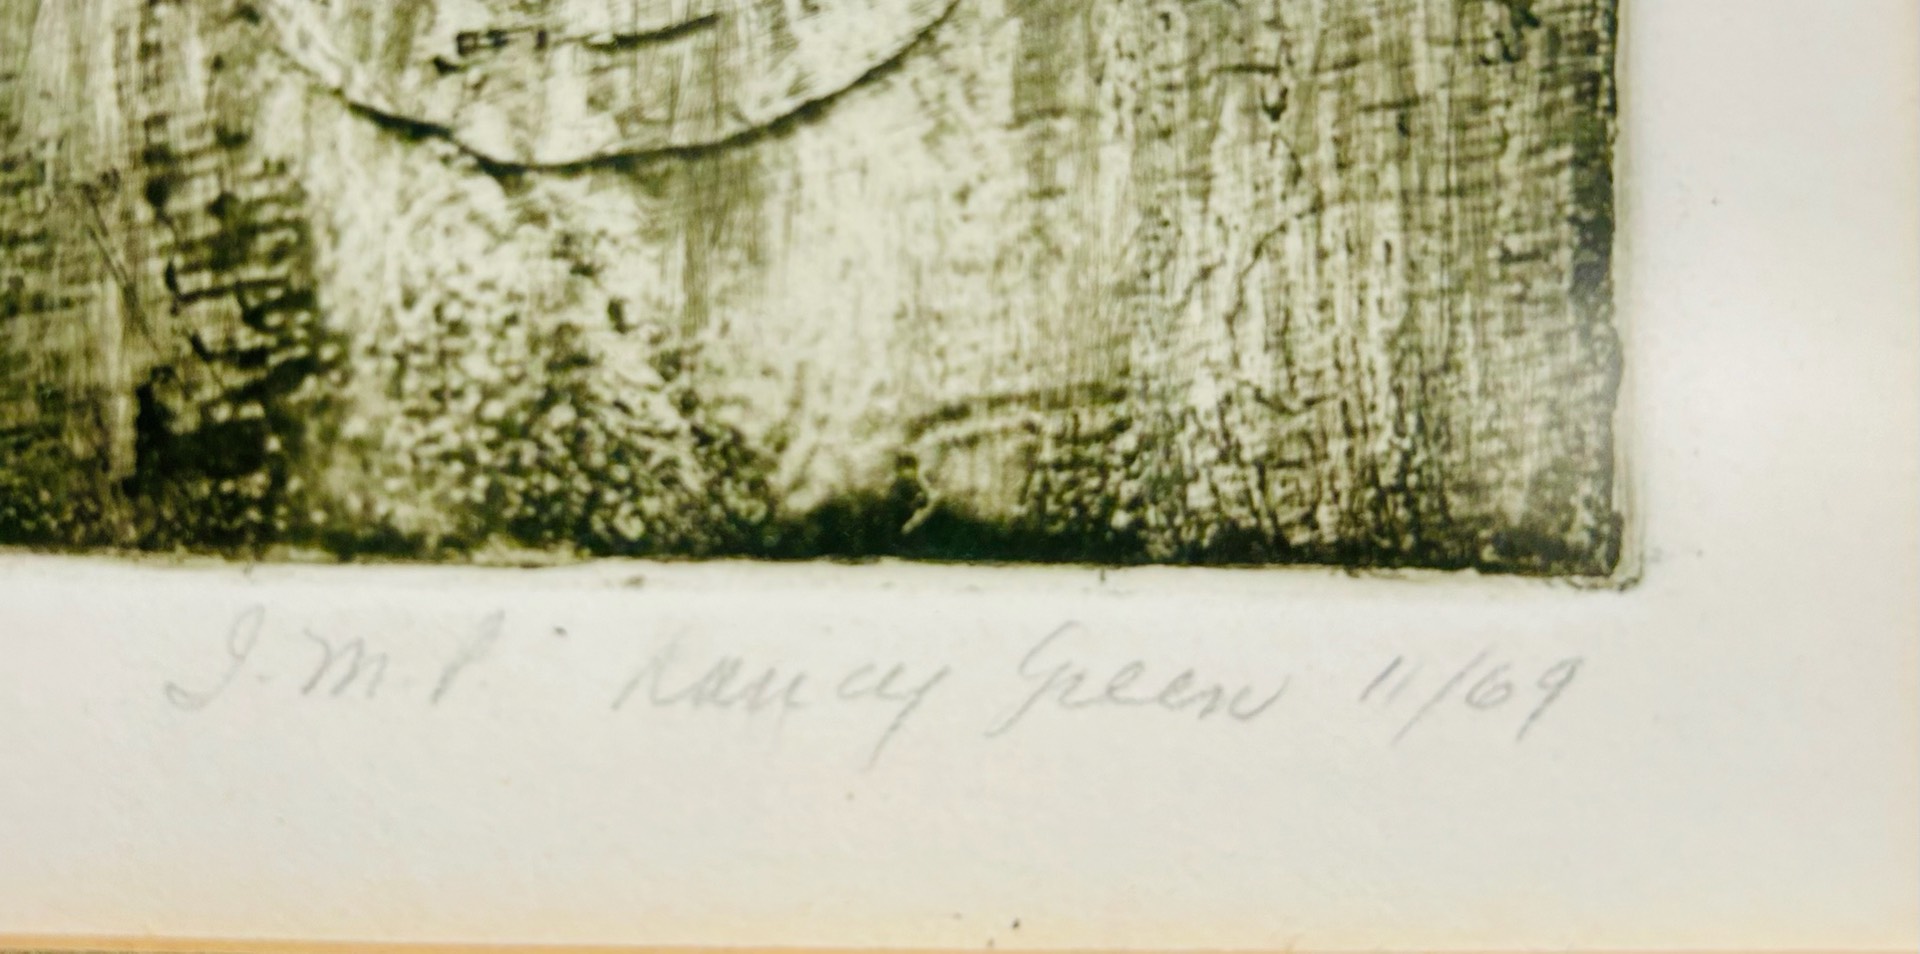 I.M.P. Nancy Green 11/69